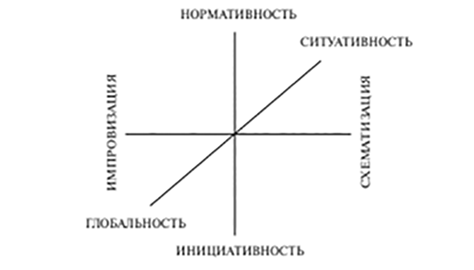 НОРМАТИВНОСТЬ
СИТУАТИВНОСТЬ
ИМПРОВИЗАЦИЯ
СХЕМАТИЗАЦИЯ
ГЛОБАЛЬНОСТЬ
ИНИЦИАТИВНОСТЬ